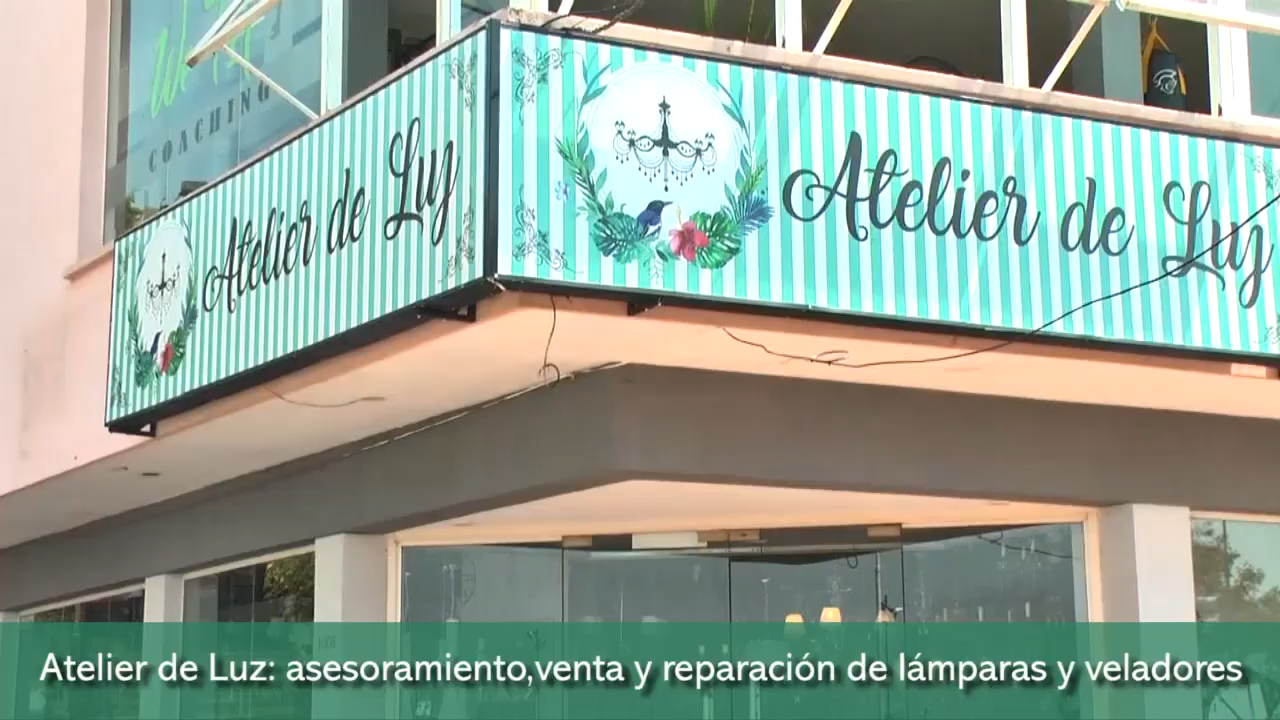 COACHING
Atelier de Luz
Atelier de Luz
Atelier de Luz: asesoramiento,venta y reparación de lámparas y veladores